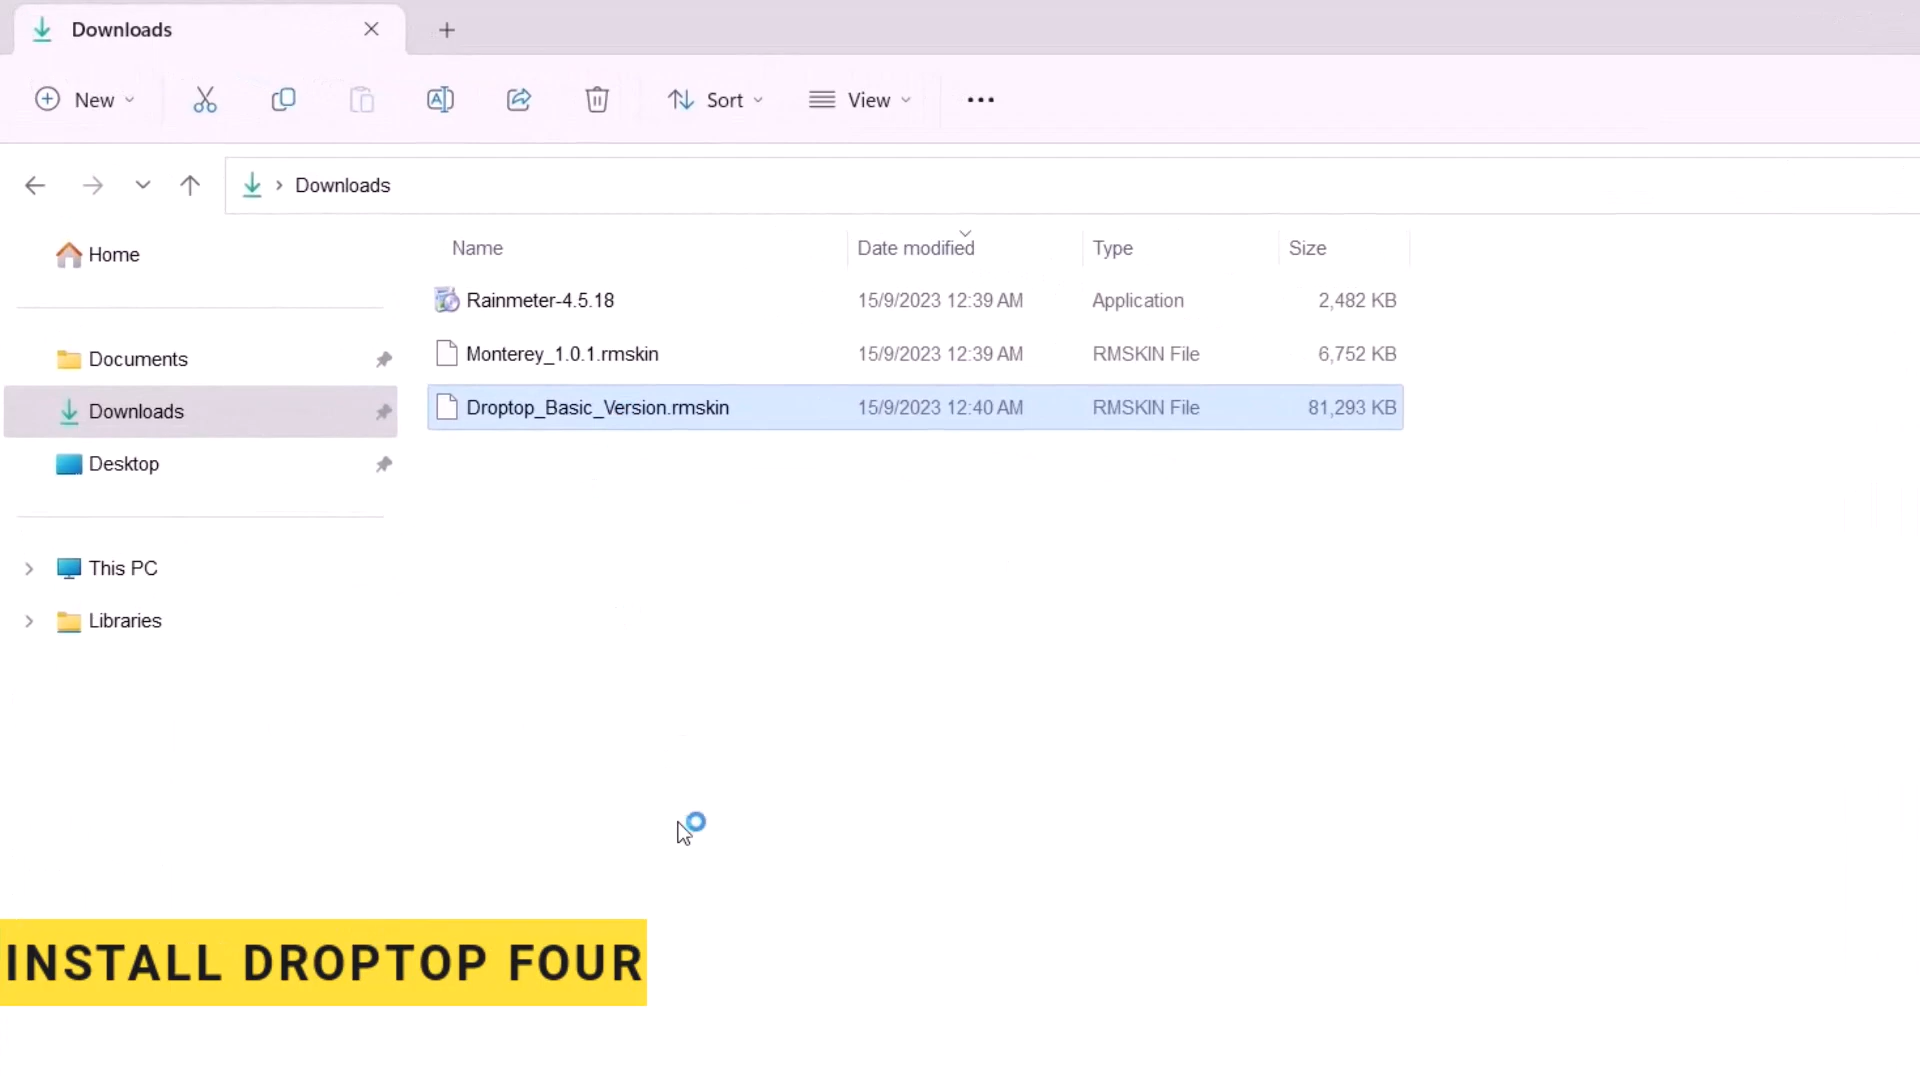 Downloads
New
Sort
View
Downloads
Home
Documents
Downloads
Desktop
This PC
Libraries
Name Date modified Type Size
Rainmeter-4.5.18 15/9/2023 12:39 AM Application 2,482 KB
Monterey_1.0.1.rmskin 15/9/2023 12:39 AM RMSKIN File 6,752 KB
Droptop_Basic_Version.rmskin 15/9/2023 12:40 AM RMSKIN File 81,293 KB
INSTALL DROPTOP FOUR